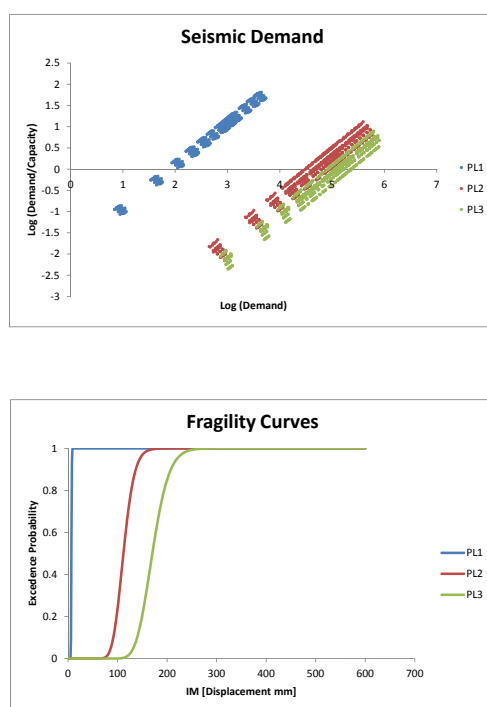 Seismic Demand
Log (Demand/Capacity)
2.5
2
1.5
1
0.5
0
-0.5
-1
-1.5
-2
-2.5
-3
0 1 2 3 4 5 6 7
Log (Demand)
PL1
PL2
PL3
Fragility Curves
Excedence Probability
1
0.8
0.6
0.4
0.2
0
0 100 200 300 400 500 600 700
IM [Displacement mm]
PL1
PL2
PL3